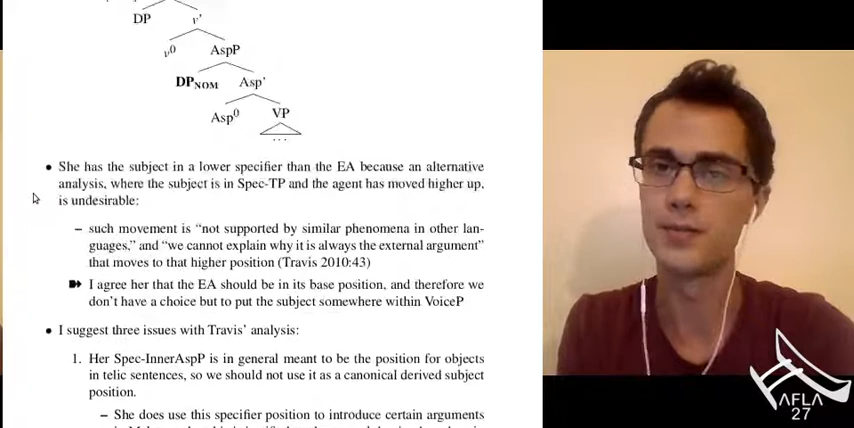 DP v'
v0 AspP
DPNOM Asp'
Asp0 VP
...
• She has the subject in a lower specifier than the EA because an alternative
analysis, where the subject is in Spec-TP and the agent has moved higher up,
is undesirable:
– such movement is “not supported by similar phenomena in other lan-
guages,” and “we cannot explain why it is always the external argument”
that moves to that higher position (Travis 2010:43)
I agree her that the EA should be in its base position, and therefore we
don't have a choice but to put the subject somewhere within VoiceP
• I suggest three issues with Travis' analysis:
1. Her Spec-InnerAspP is in general meant to be the position for objects
in telic sentences, so we should not use it as a canonical derived subject
position.
– She does use this specifier position to introduce certain arguments
AFLA
27